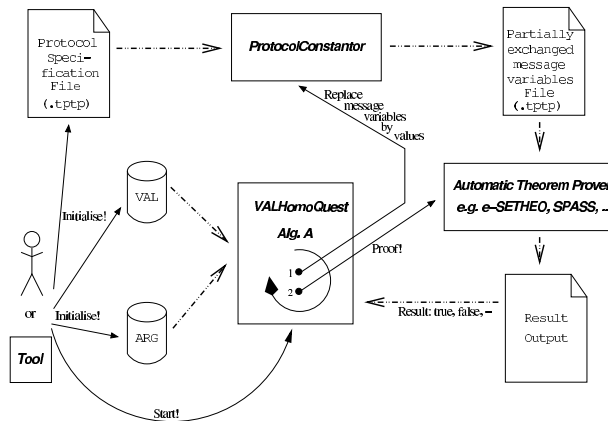 Protocol
Speci-
fication
File
(.tptp)
ProtocolConstantor
Partially
exchanged
message
variables
File
(.tptp)
Replace
message
variables
by
values
VAL
Initialise!
VALHomoQuest
Alg. A
1
2
Proof!
Automatic Theorem Prover
e.g. e-SETHEO, SPASS, ...
or
Tool
Initialise!
ARG
Result: true, false, -
Result
Output
Start!